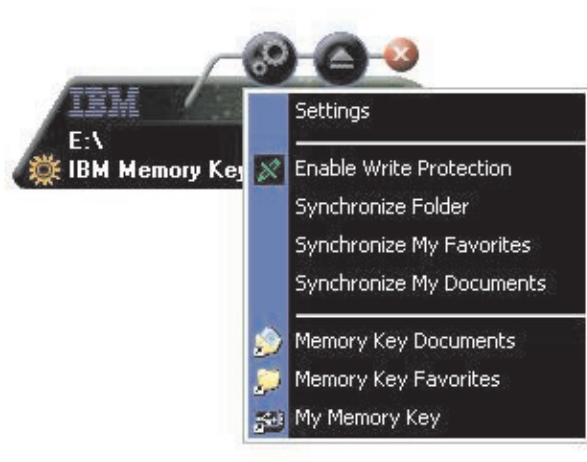 IBM
E:\
IBM Memory Key
Settings
Enable Write Protection
Synchronize Folder
Synchronize My Favorites
Synchronize My Documents
Memory Key Documents
Memory Key Favorites
My Memory Key